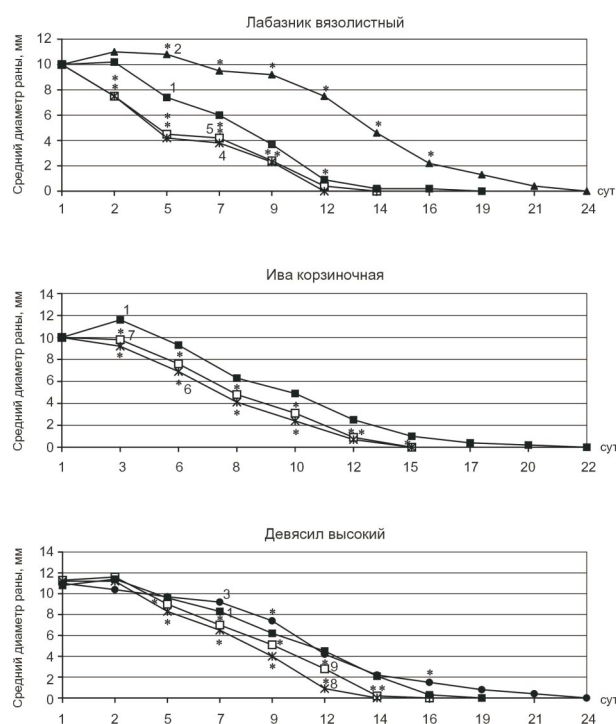 Лабазник вязолистный
Средний диаметр раны, мм
12
10
8
6
4
2
0
2
1
5
4
1 2 5 7 9 12 14 16 19 21 24
сут
Ива корзиночная
Средний диаметр раны, мм
14
12
10
8
6
4
2
0
1
7
6
1 3 6 8 10 12 15 17 20 22
сут
Девясил высокий
Средний диаметр раны, мм
14
12
10
8
6
4
2
0
3
1
9
8
1 2 5 7 9 12 14 16 19 21 24
сут